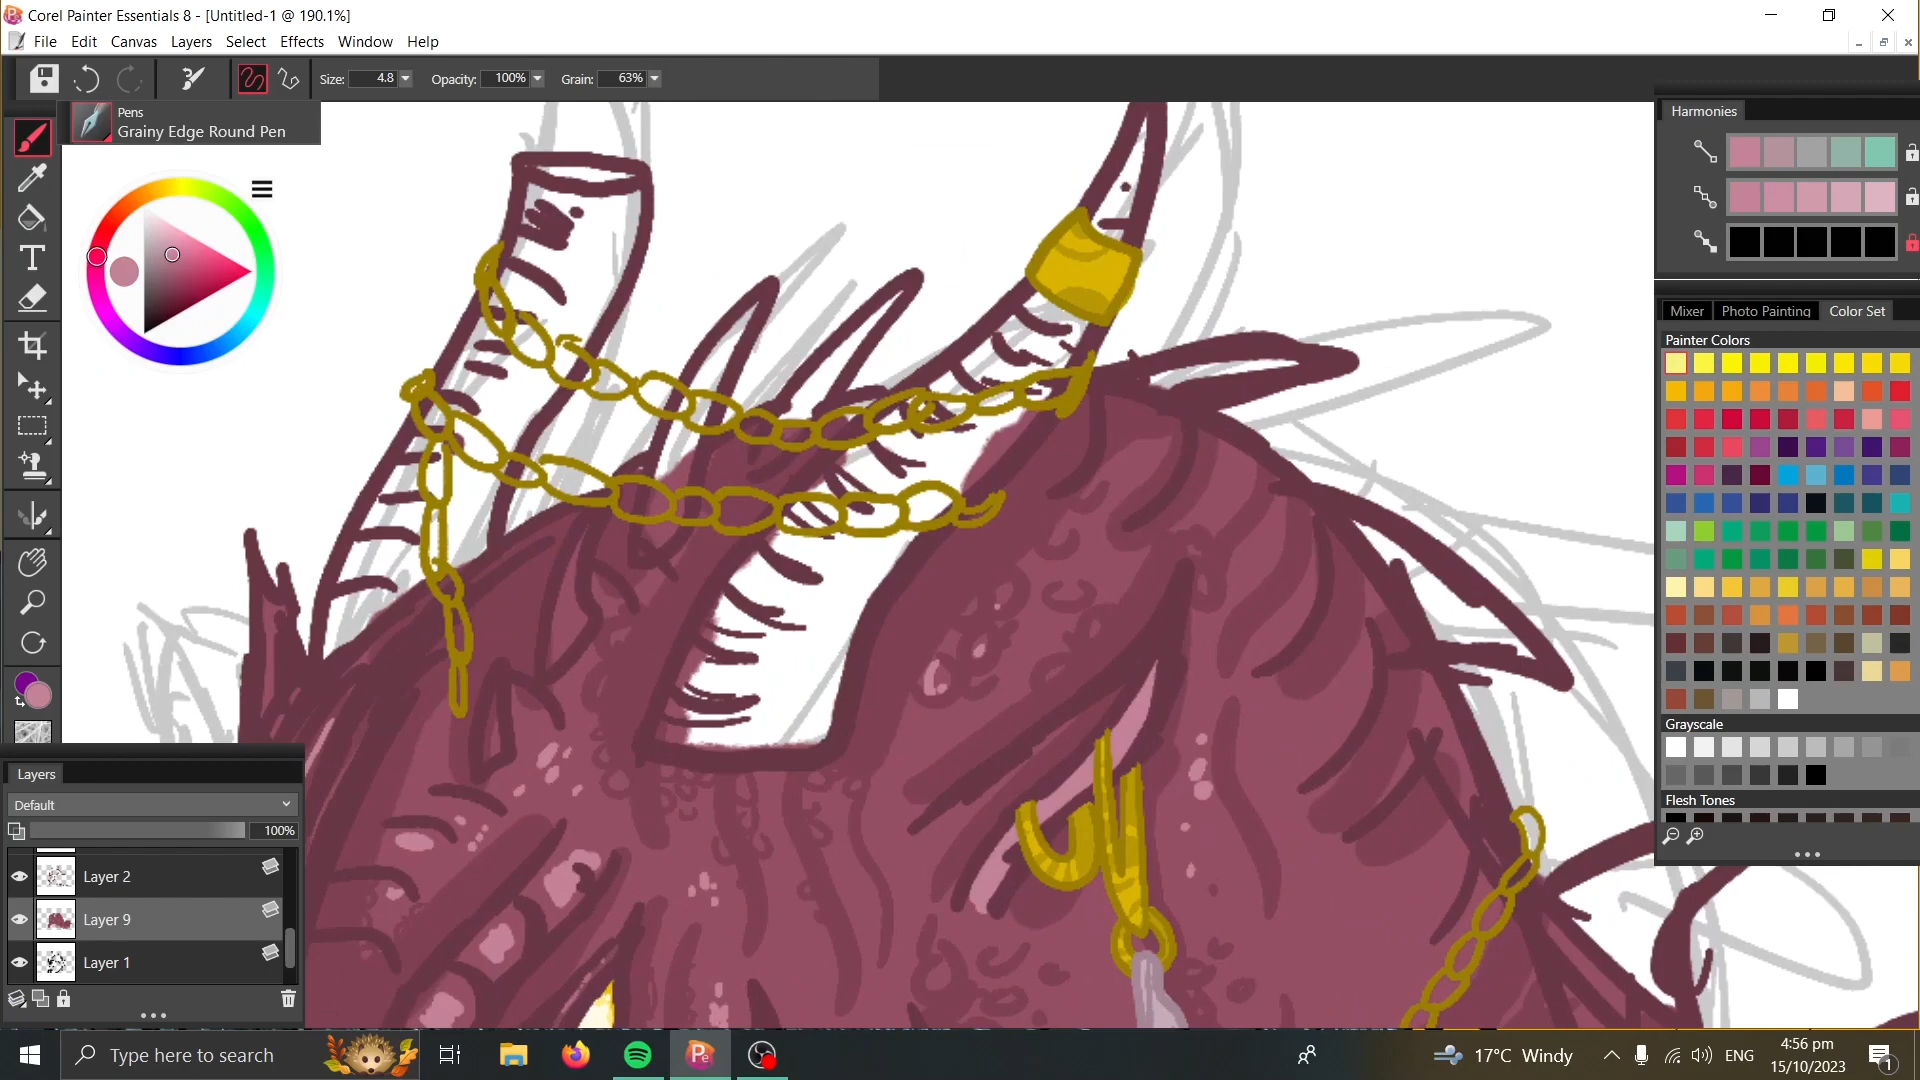 Corel Painter Essentials 8 - [Untitled-1 @ 190.1%]
File Edit Canvas Layers Select Effects Window Help
Size: 4.8 Opacity: 100% Grain: 63%
Pens
Grainy Edge Round Pen
Harmonies
Mixer Photo Painting Color Set
Painter Colors
Grayscale
Flesh Tones
Layers
Default
100%
Layer 2
Layer 9
Layer 1
Type here to search
17°C Windy
ENG
4:56 pm
15/10/2023
1